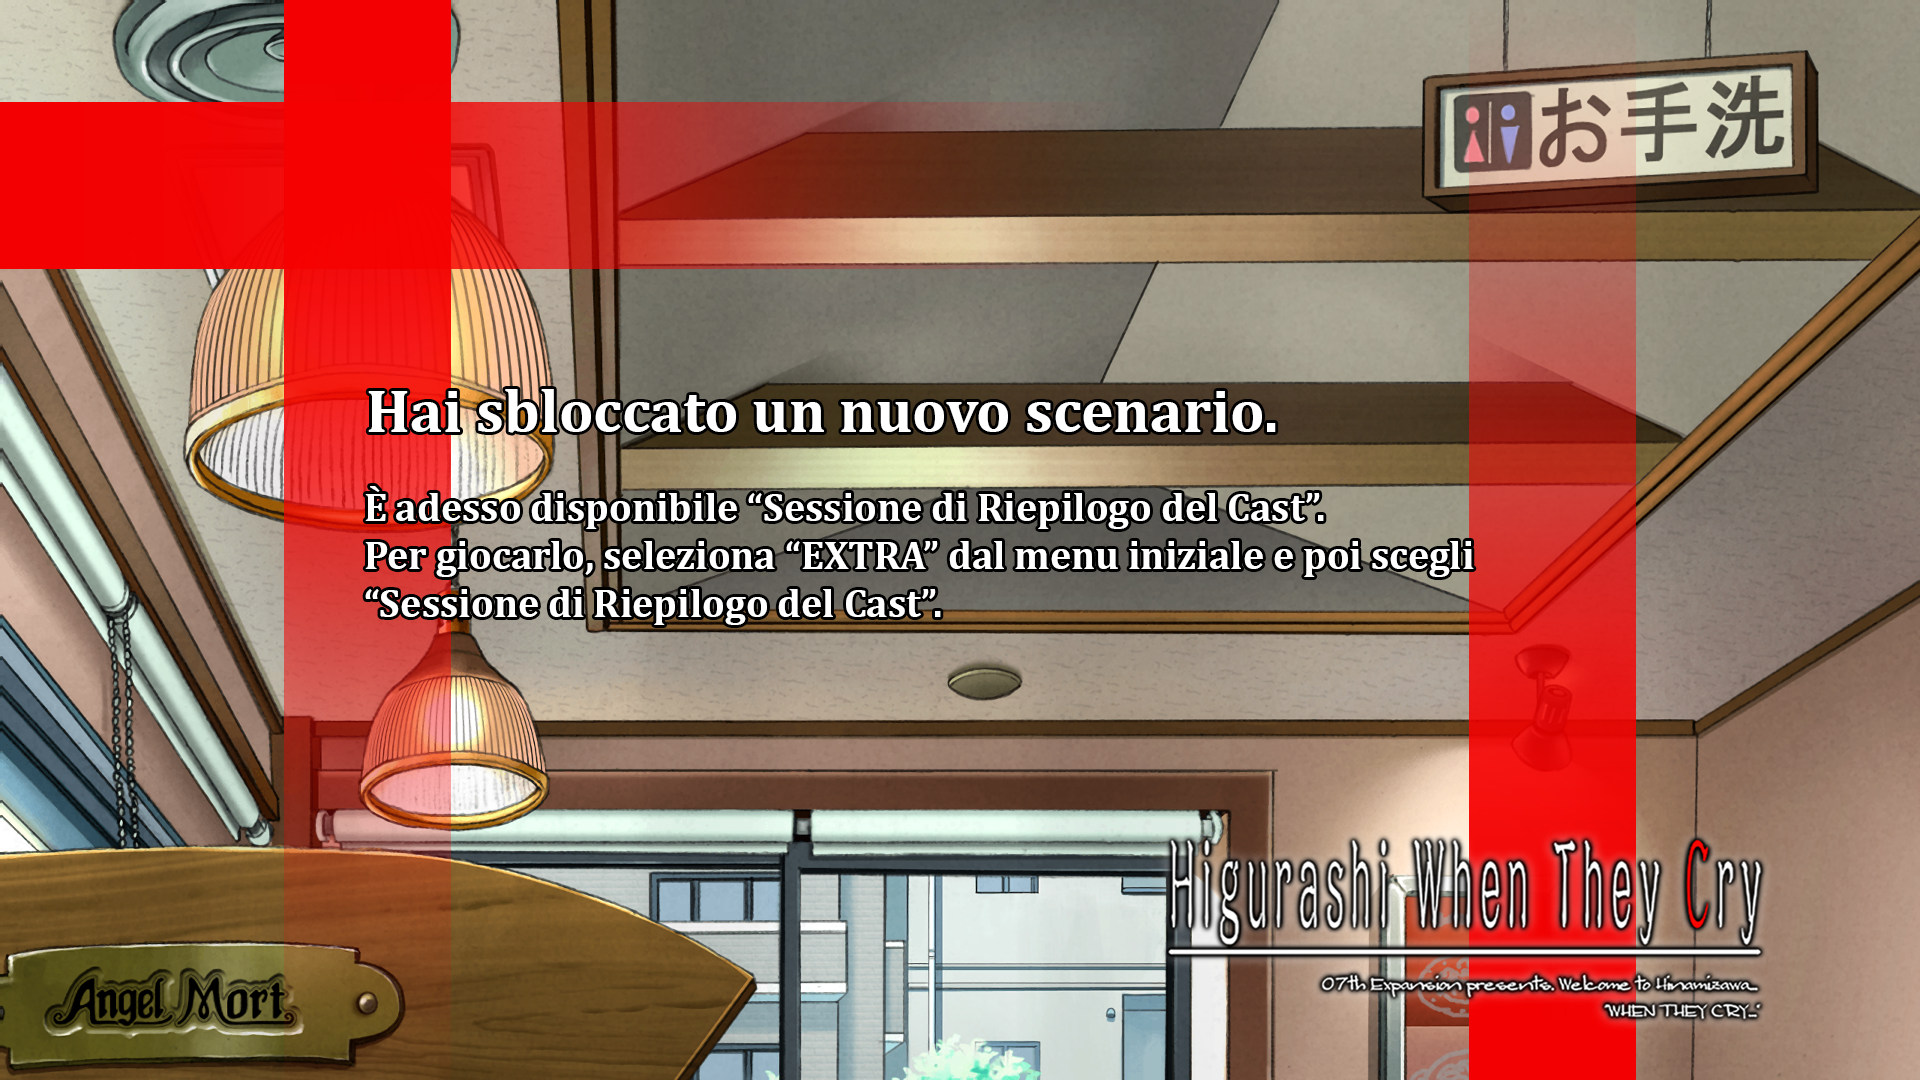 お手洗
Hai sbloccato un nuovo scenario.
È adesso disponibile “Sessione di Riepilogo del Cast”.
Per giocarlo, seleziona “EXTRA” dal menu iniziale e poi scegli
“Sessione di Riepilogo del Cast”.
Higurashi When They Cry
07th Expansion presents. Welcome to Hinamizawa...
"WHEN THEY CRY..."
Angel Mort